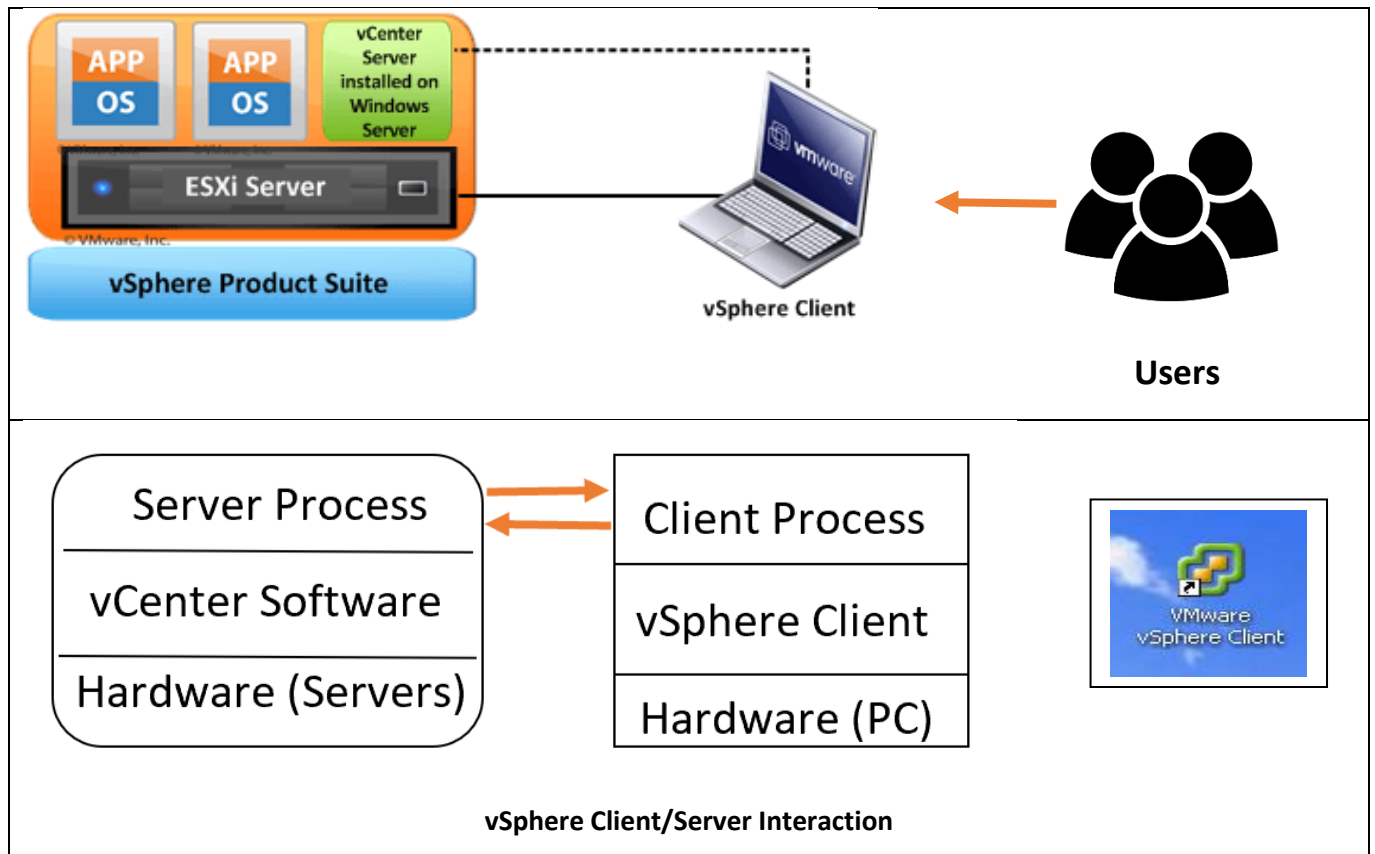 APP
OS
APP
OS
vCenter
Server
installed on
Windows
Server
ESXi Server
© VMware, Inc.
vSphere Product Suite
vmware
vSphere Client
Users
Server Process
vCenter Software
Hardware (Servers)
Client Process
vSphere Client
Hardware (PC)
VMware
vSphere Client
vSphere Client/Server Interaction